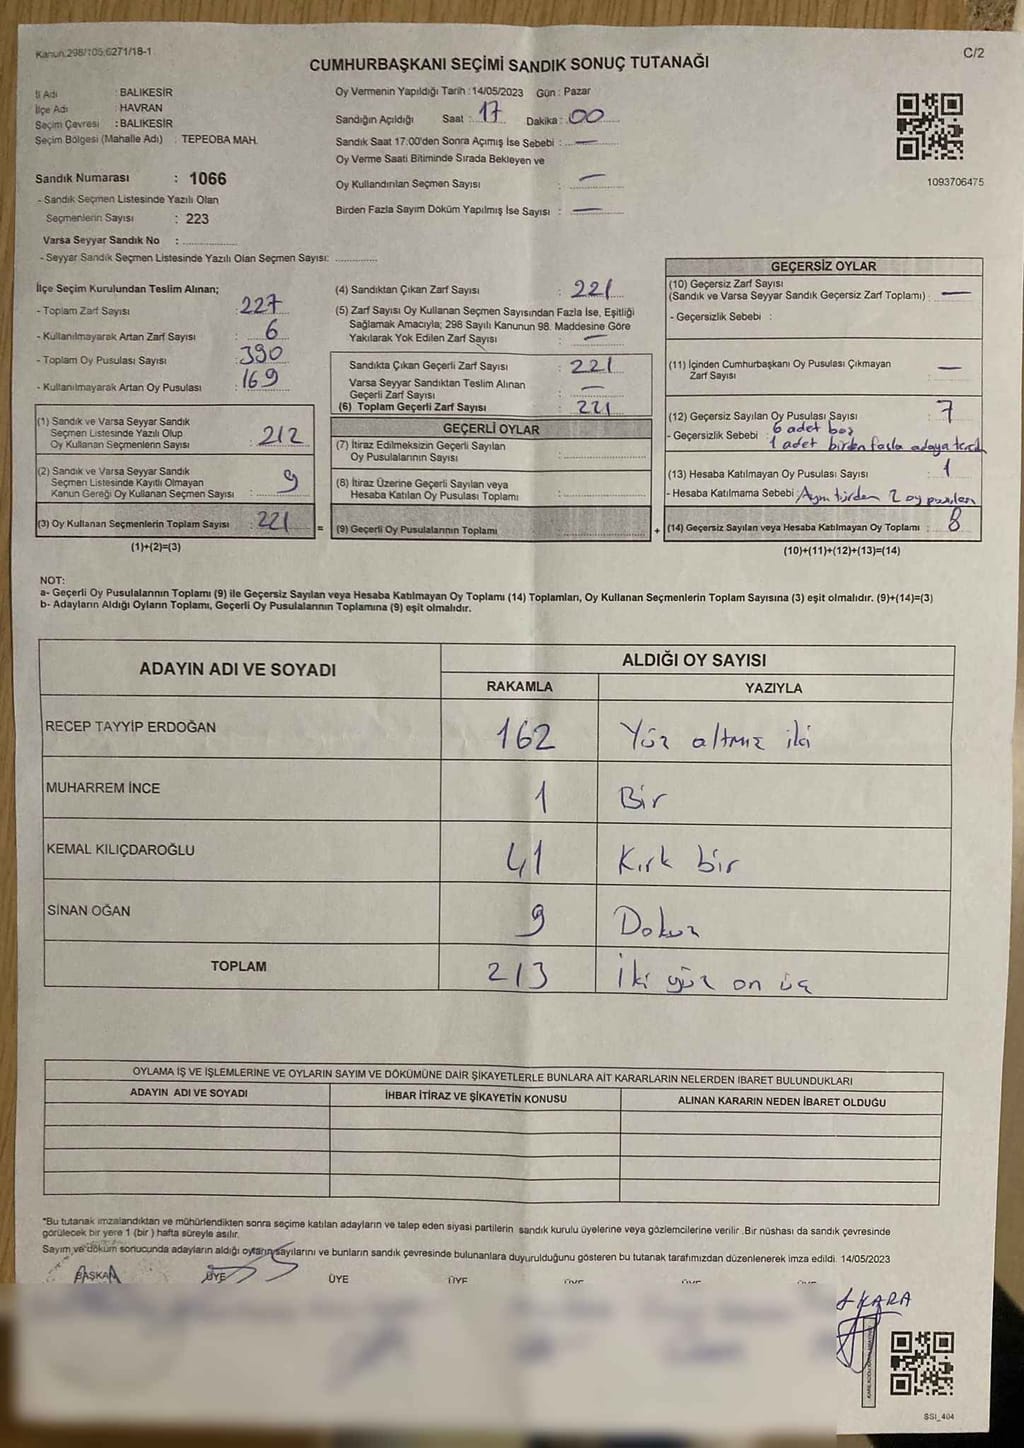 Kanun.298/105,6271/18-1
C/2
CUMHURBAŞKANI SEÇİMİ SANDIK SONUÇ TUTANAĞI
İl Adı : BALIKESİR
İlçe Adı : HAVRAN
Seçim Çevresi : BALIKESİR
Seçim Bölgesi (Mahalle Adı) : TEPEOBA MAH.
Sandık Numarası : 1066
- Sandık Seçmen Listesinde Yazılı Olan
Seçmenlerin Sayısı : 223
Varsa Seyyar Sandık No :
- Seyyar Sandık Seçmen Listesinde Yazılı Olan Seçmen Sayısı:
Oy Vermenin Yapıldığı Tarih : 14/05/2023 Gün : Pazar
Sandığın Açıldığı Saat : 17 Dakika : 00
Sandık Saat 17.00'den Sonra Açımış İse Sebebi : —
Oy Verme Saati Bitiminde Sırada Bekleyen ve
Oy Kullandırılan Seçmen Sayısı : —
Birden Fazla Sayım Döküm Yapılmış İse Sayısı : —
1093706475
İlçe Seçim Kurulundan Teslim Alınan;
- Toplam Zarf Sayısı : 227
- Kullanılmayarak Artan Zarf Sayısı : 6
- Toplam Oy Pusulası Sayısı : 390
- Kullanılmayarak Artan Oy Pusulası : 169
(1) Sandık ve Varsa Seyyar Sandık
Seçmen Listesinde Yazılı Olup
Oy Kullanan Seçmenlerin Sayısı : 212
(2) Sandık ve Varsa Seyyar Sandık
Seçmen Listesinde Kayıtlı Olmayan
Kanun Gereği Oy Kullanan Seçmen Sayısı : 9
(3) Oy Kullanan Seçmenlerin Toplam Sayısı : 221
(1)+(2)=(3)
(4) Sandıktan Çıkan Zarf Sayısı : 221
(5) Zarf Sayısı Oy Kullanan Seçmen Sayısından Fazla İse, Eşitliği
Sağlamak Amacıyla; 298 Sayılı Kanunun 98. Maddesine Göre
Yakılarak Yok Edilen Zarf Sayısı : —
Sandıkta Çıkan Geçerli Zarf Sayısı : 221
Varsa Seyyar Sandıktan Teslim Alınan
Geçerli Zarf Sayısı : —
(6) Toplam Geçerli Zarf Sayısı : 221
GEÇERLİ OYLAR
(7) İtiraz Edilmeksizin Geçerli Sayılan
Oy Pusulalarının Sayısı :
(8) İtiraz Üzerine Geçerli Sayılan veya
Hesaba Katılan Oy Pusulası Toplamı :
= (9) Geçerli Oy Pusulalarının Toplamı
GEÇERSİZ OYLAR
(10) Geçersiz Zarf Sayısı
(Sandık ve Varsa Seyyar Sandık Geçersiz Zarf Toplamı) : —
- Geçersizlik Sebebi :
(11) İçinden Cumhurbaşkanı Oy Pusulası Çıkmayan
Zarf Sayısı : —
(12) Geçersiz Sayılan Oy Pusulası Sayısı : 7
- Geçersizlik Sebebi : 6 adet boş
1 adet birden fazla adaya tercih
(13) Hesaba Katılmayan Oy Pusulası Sayısı : 1
- Hesaba Katılmama Sebebi : Aynı türden 2 oy pusulası
+ (14) Geçersiz Sayılan veya Hesaba Katılmayan Oy Toplamı : 8
(10)+(11)+(12)+(13)=(14)
NOT:
a- Geçerli Oy Pusulalarının Toplamı (9) ile Geçersiz Sayılan veya Hesaba Katılmayan Oy Toplamı (14) Toplamları, Oy Kullanan Seçmenlerin Toplam Sayısına (3) eşit olmalıdır. (9)+(14)=(3)
b- Adayların Aldığı Oyların Toplamı, Geçerli Oy Pusulalarının Toplamına (9) eşit olmalıdır.
ADAYIN ADI VE SOYADI
ALDIĞI OY SAYISI
RAKAMLA YAZIYLA
RECEP TAYYİP ERDOĞAN 162 Yüz altmış iki
MUHARREM İNCE 1 Bir
KEMAL KILIÇDAROĞLU 41 Kırk bir
SİNAN OĞAN 9 Dokuz
TOPLAM 213 İki yüz on üç
OYLAMA İŞ VE İŞLEMLERİNE VE OYLARIN SAYIM VE DÖKÜMÜNE DAİR ŞİKAYETLERLE BUNLARA AİT KARARLARIN NELERDEN İBARET BULUNDUKLARI
ADAYIN ADI VE SOYADI İHBAR İTİRAZ VE ŞİKAYETİN KONUSU ALINAN KARARIN NEDEN İBARET OLDUĞU
*Bu tutanak imzalandıktan ve mühürlendikten sonra seçime katılan adayların ve talep eden siyasi partilerin sandık kurulu üyelerine veya gözlemcilerine verilir .Bir nüshası da sandık çevresinde
görülecek bir yere 1 (bir) hafta süreyle asılır.
Sayım ve döküm sonucunda adayların aldığı oyların sayılarını ve bunların sandık çevresinde bulunanlara duyurulduğunu gösteren bu tutanak tarafımızdan düzenlenerek imza edildi. 14/05/2023
BAŞKAN ÜYE ÜYE ÜYE
KARA
SSI_404